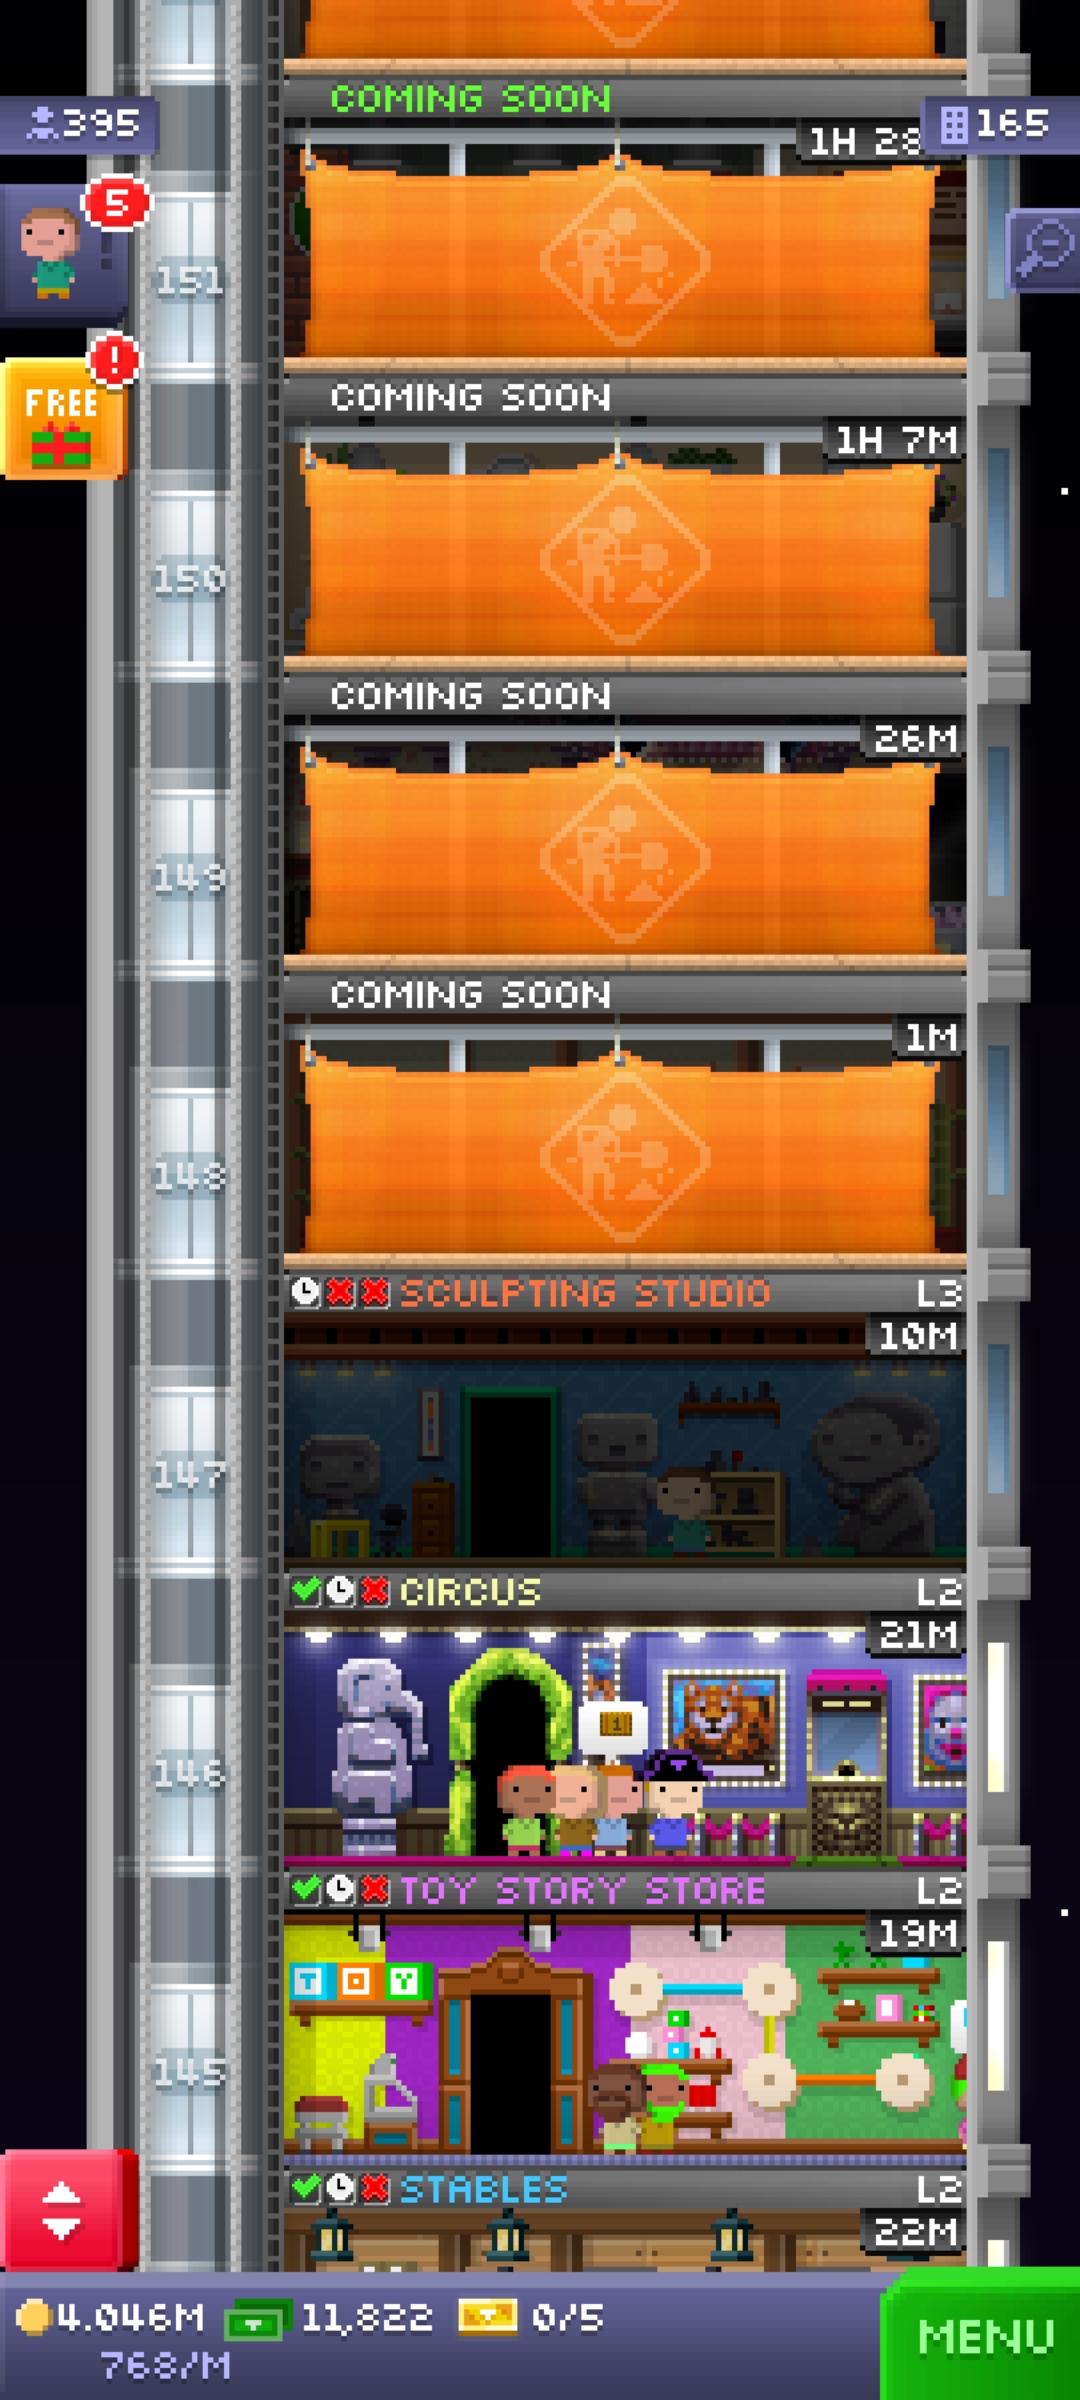 COMING SOON
395
165
1H 28
5
151
!
FREE
COMING SOON
1H 7M
150
COMING SOON
26M
149
COMING SOON
1M
148
SCULPTING STUDIO L3
10M
147
CIRCUS L2
21M
1
146
TOY STORY STORE L2
19M
T O Y
145
STABLES L2
22M
4.046M 11,822 0/5
768/M
MENU